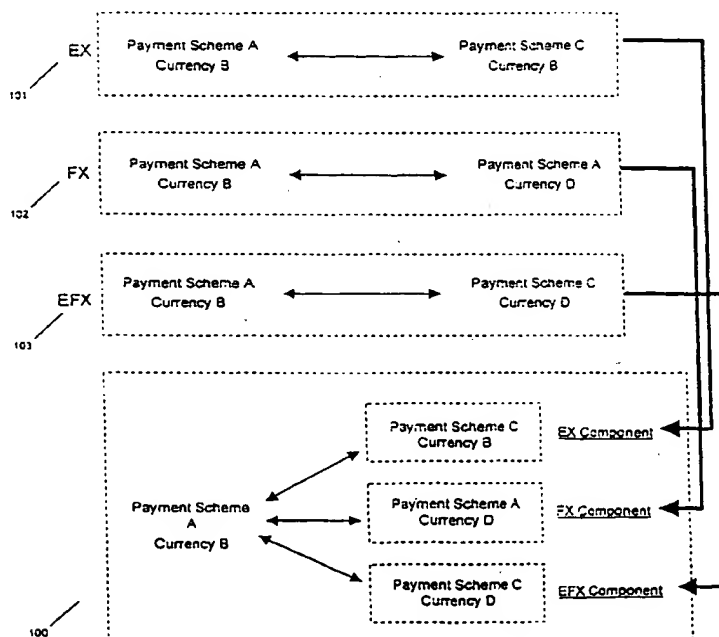 EX
Payment Scheme A
Currency B
Payment Scheme C
Currency B
101
FX
Payment Scheme A
Currency B
Payment Scheme A
Currency D
102
EFX
Payment Scheme A
Currency B
Payment Scheme C
Currency D
103
Payment Scheme C
Currency B
EX Component
Payment Scheme
A
Currency B
Payment Scheme A
Currency D
FX Component
Payment Scheme C
Currency D
EFX Component
100